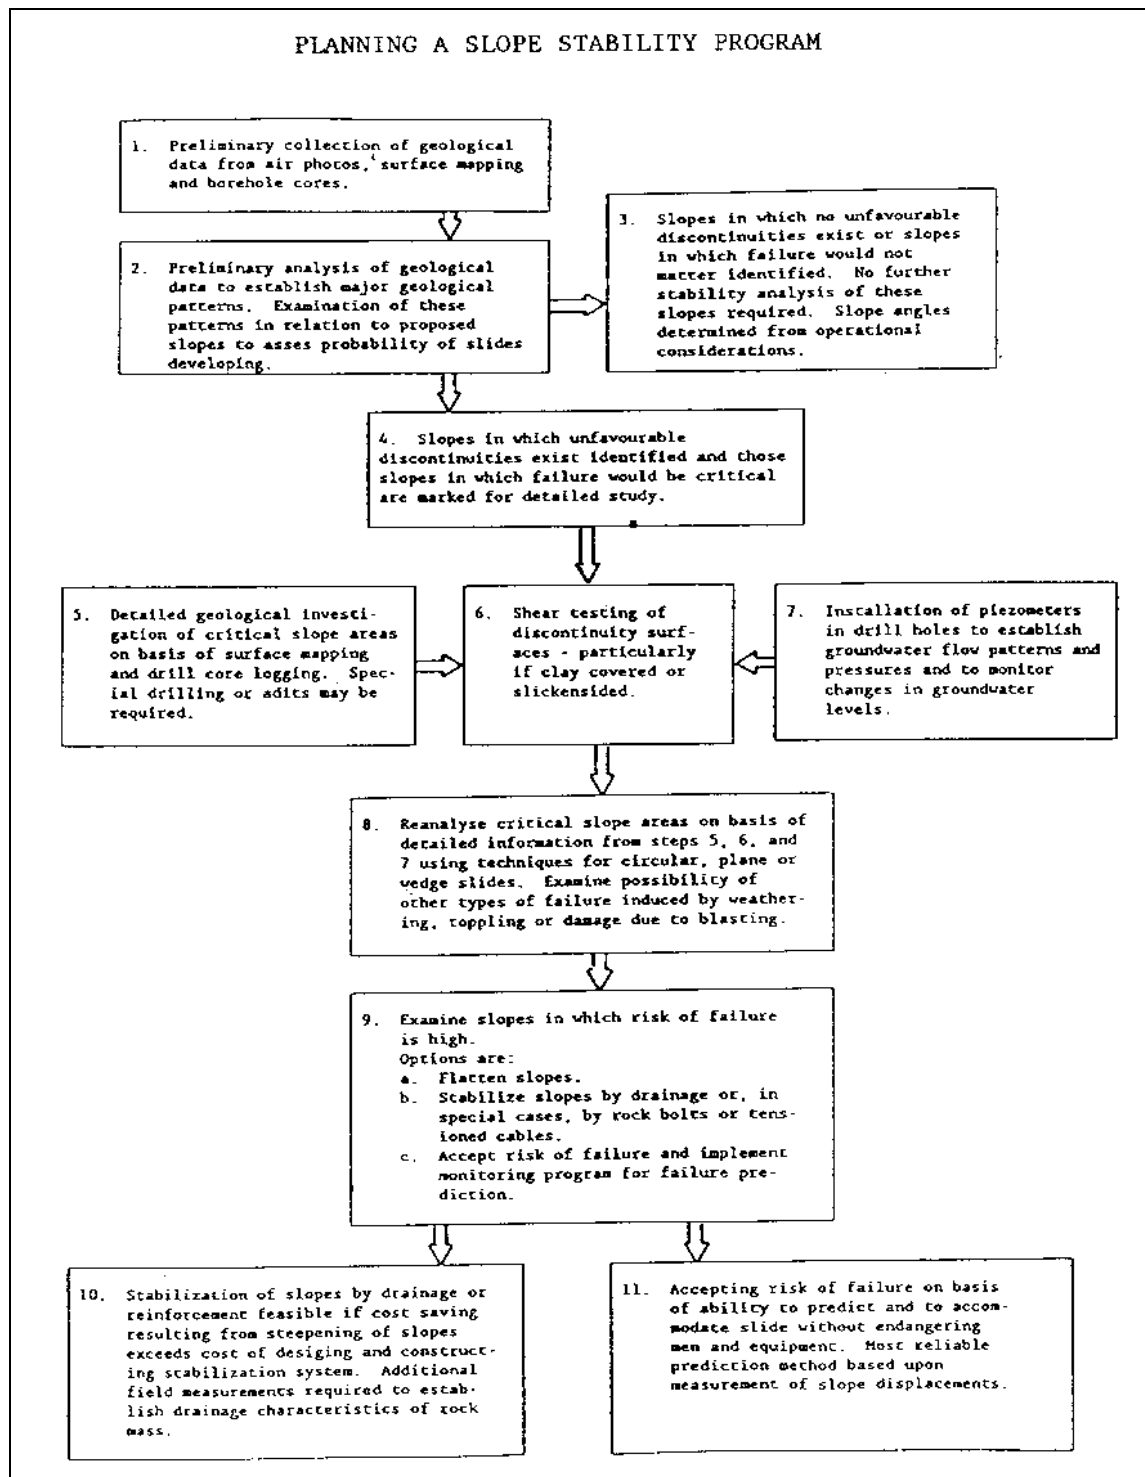 PLANNING A SLOPE STABILITY PROGRAM
1. Preliminary collection of geological
data from air photos, surface mapping
and borehole cores.
2. Preliminary analysis of geological
data to establish major geological
patterns. Examination of these
patterns in relation to proposed
slopes to asses probability of slides
developing.
3. Slopes in which no unfavourable
discontinuities exist or slopes
in which failure would not
matter identified. No further
stability analysis of these
slopes required. Slope angles
determined from operational
considerations.
4. Slopes in which unfavourable
discontinuities exist identified and those
slopes in which failure would be critical
are marked for detailed study.
5. Detailed geological investi-
gation of critical slope areas
on basis of surface mapping
and drill core logging. Spec-
ial drilling or adits may be
required.
6. Shear testing of
discontinuity surf-
aces - particularly
if clay covered or
slickensided.
7. Installation of piezometers
in drill holes to establish
groundwater flow patterns and
pressures and to monitor
changes in groundwater
levels.
8. Reanalyse critical slope areas on basis of
detailed information from steps 5, 6, and
7 using techniques for circular, plane or
wedge slides. Examine possibility of
other types of failure induced by weather-
ing, toppling or damage due to blasting.
9. Examine slopes in which risk of failure
is high.
Options are:
a. Flatten slopes.
b. Stabilize slopes by drainage or, in
special cases, by rock bolts or tens-
ioned cables.
c. Accept risk of failure and implement
monitoring program for failure pre-
diction.
10. Stabilization of slopes by drainage or
reinforcement feasible if cost saving
resulting from steepening of slopes
exceeds cost of desiging and construct-
ing stabilization system. Additional
field measurements required to estab-
lish drainage characteristics of rock
mass.
11. Accepting risk of failure on basis
of ability to predict and to accom-
modate slide without endangering
men and equipment. Most reliable
prediction method based upon
measurement of slope displacements.